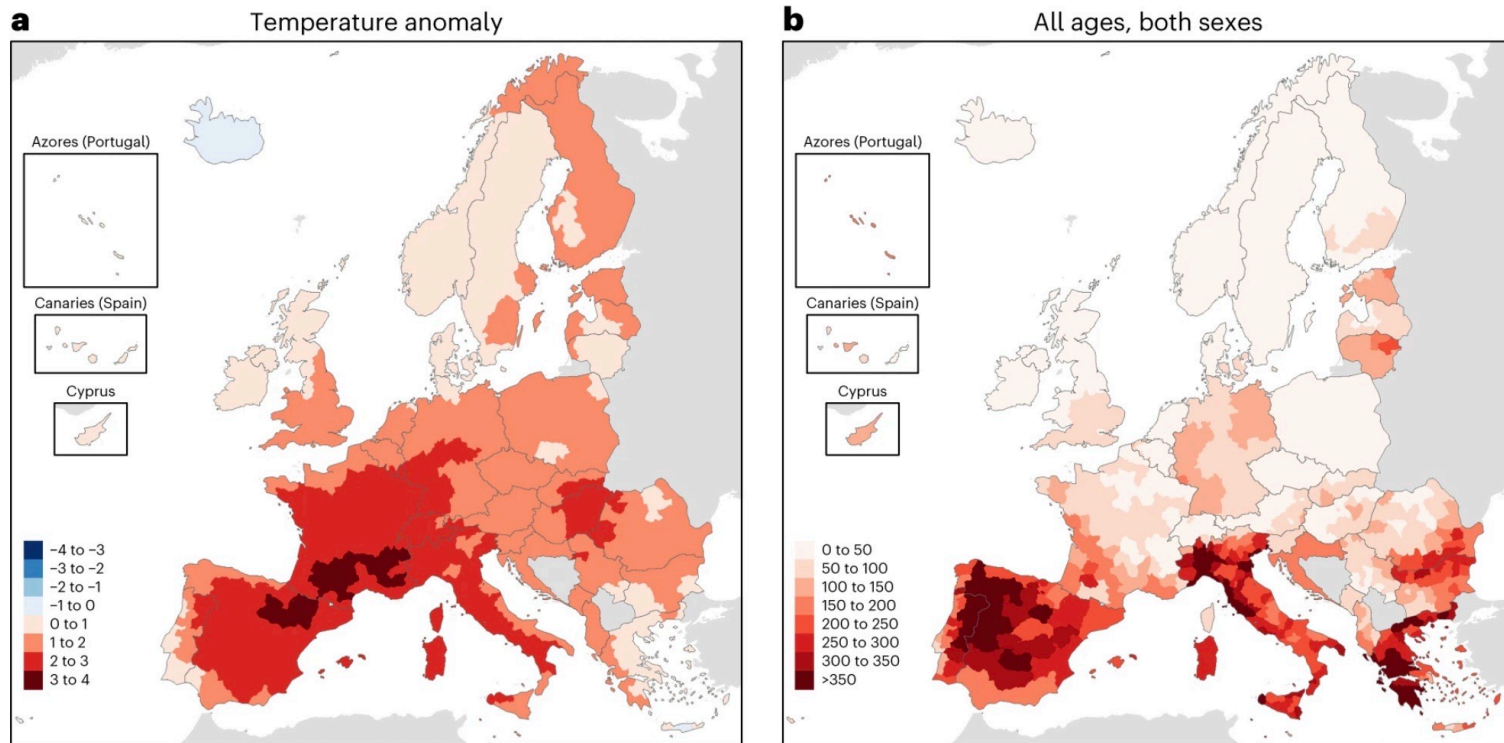 a Temperature anomaly
Azores (Portugal)
Canaries (Spain)
Cyprus
−4 to −3
−3 to −2
−2 to −1
−1 to 0
0 to 1
1 to 2
2 to 3
3 to 4
b All ages, both sexes
Azores (Portugal)
Canaries (Spain)
Cyprus
0 to 50
50 to 100
100 to 150
150 to 200
200 to 250
250 to 300
300 to 350
>350